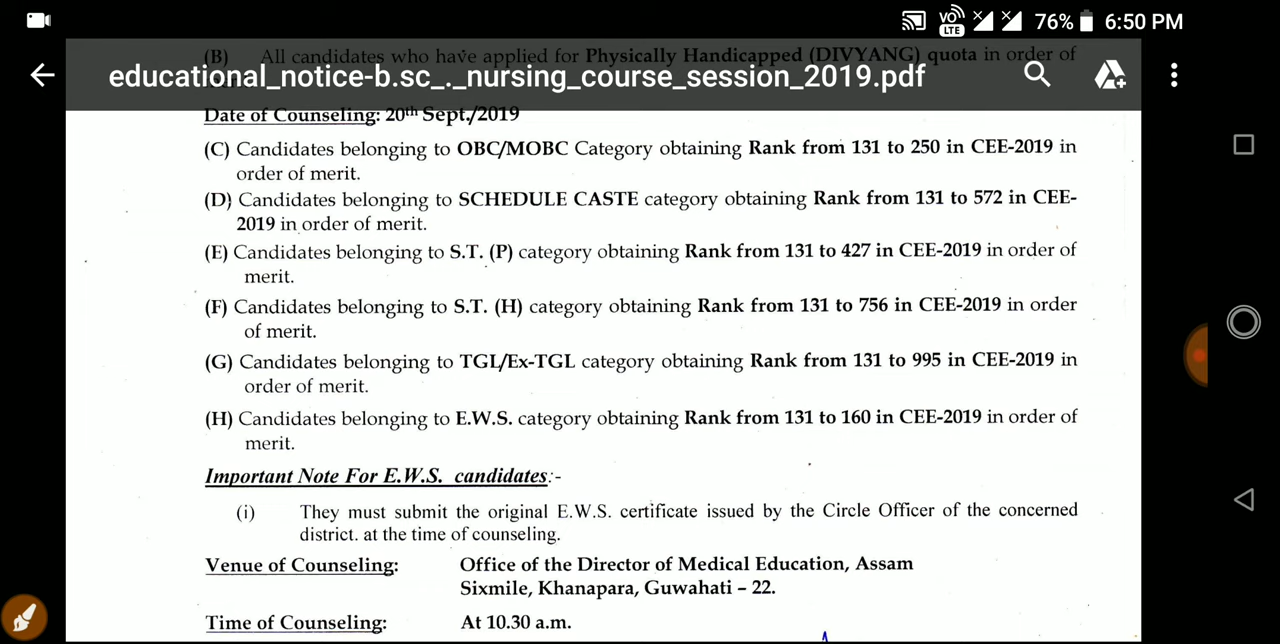 VO LTE 76% 6:50 PM
(B) All candidates who have applied for Physically Handicapped (DIVYANG) quota in order of
educational_notice-b.sc_._nursing_course_session_2019.pdf
Date of Counseling: 20th Sept./2019
(C) Candidates belonging to OBC/MOBC Category obtaining Rank from 131 to 250 in CEE-2019 in
order of merit.
(D) Candidates belonging to SCHEDULE CASTE category obtaining Rank from 131 to 572 in CEE-
2019 in order of merit.
(E) Candidates belonging to S.T. (P) category obtaining Rank from 131 to 427 in CEE-2019 in order of
merit.
(F) Candidates belonging to S.T. (H) category obtaining Rank from 131 to 756 in CEE-2019 in order
of merit.
(G) Candidates belonging to TGL/Ex-TGL category obtaining Rank from 131 to 995 in CEE-2019 in
order of merit.
(H) Candidates belonging to E.W.S. category obtaining Rank from 131 to 160 in CEE-2019 in order of
merit.
Important Note For E.W.S. candidates:-
(i) They must submit the original E.W.S. certificate issued by the Circle Officer of the concerned
district. at the time of counseling.
Venue of Counseling: Office of the Director of Medical Education, Assam
Sixmile, Khanapara, Guwahati – 22.
Time of Counseling: At 10.30 a.m.